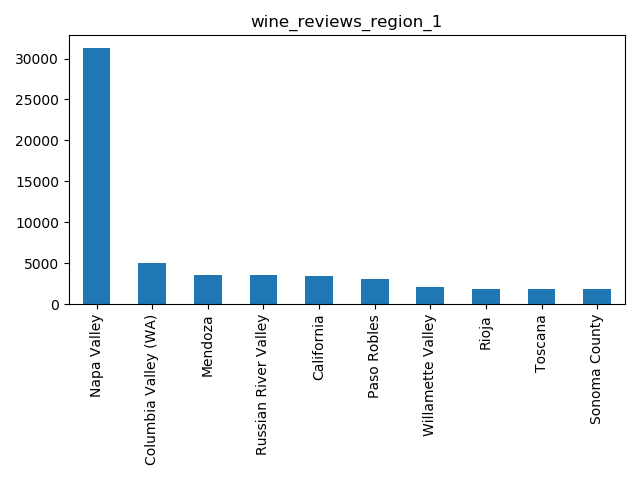 wine_reviews_region_1
30000
25000
20000
15000
10000
5000
0
Napa Valley
Columbia Valley (WA)
Mendoza
Russian River Valley
California
Paso Robles
Willamette Valley
Rioja
Toscana
Sonoma County